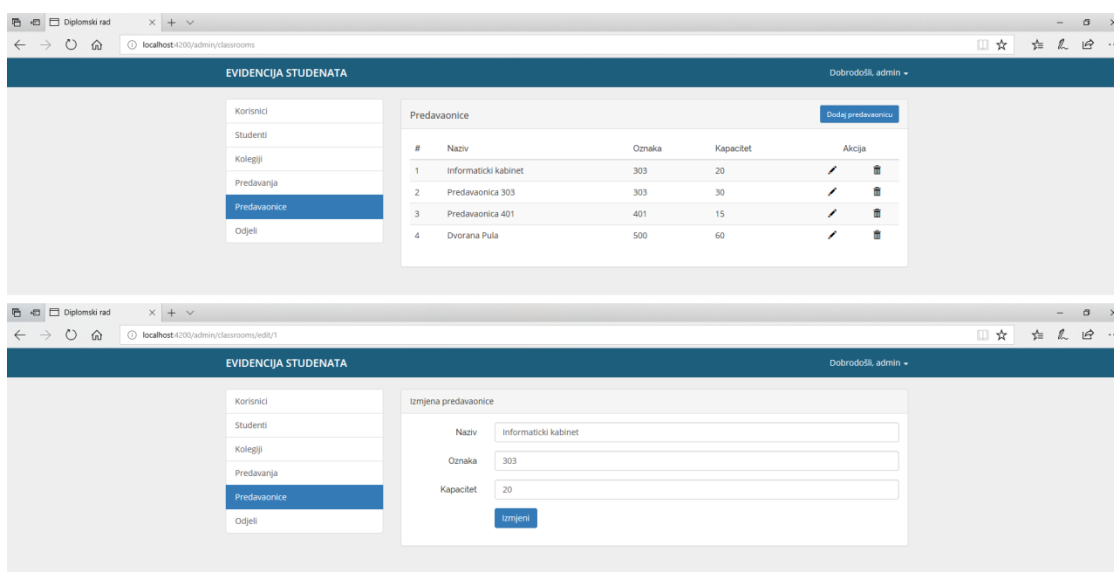 Diplomski rad
localhost:4200/admin/classrooms
EVIDENCIJA STUDENATA Dobrodošli, admin
Korisnici
Studenti
Kolegiji
Predavanja
Predavaonice
Odjeli
Predavaonice Dodaj predavaonicu
# Naziv Oznaka Kapacitet Akcija
1 Informaticki kabinet 303 20
2 Predavaonica 303 303 30
3 Predavaonica 401 401 15
4 Dvorana Pula 500 60
Diplomski rad
localhost:4200/admin/classrooms/edit/1
EVIDENCIJA STUDENATA Dobrodošli, admin
Korisnici
Studenti
Kolegiji
Predavanja
Predavaonice
Odjeli
Izmjena predavaonice
Naziv Informaticki kabinet
Oznaka 303
Kapacitet 20
Izmjeni